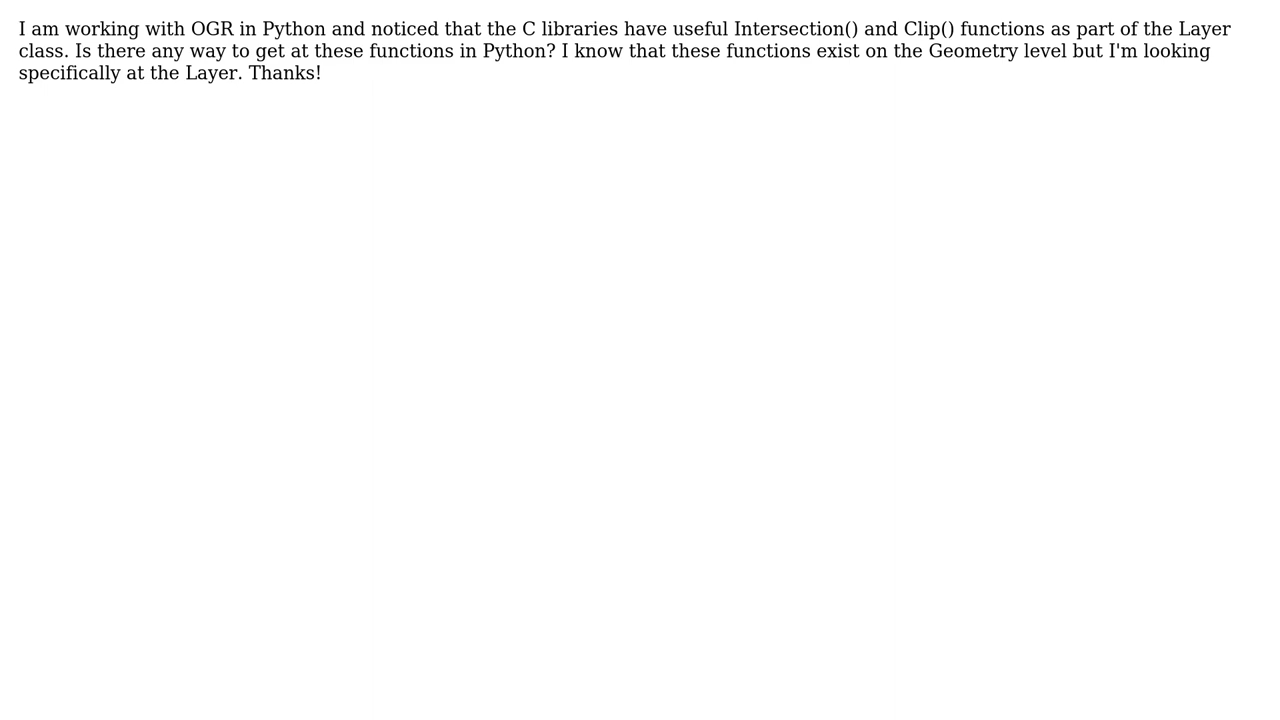 I am working with OGR in Python and noticed that the C libraries have useful Intersection() and Clip() functions as part of the Layer
class. Is there any way to get at these functions in Python? I know that these functions exist on the Geometry level but I'm looking
specifically at the Layer. Thanks!